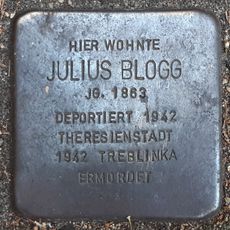 HIER WOHNTE
JULIUS BLOGG
JG. 1863
DEPORTIERT 1942
THERESIENSTADT
1942 TREBLINKA
ERMORDET